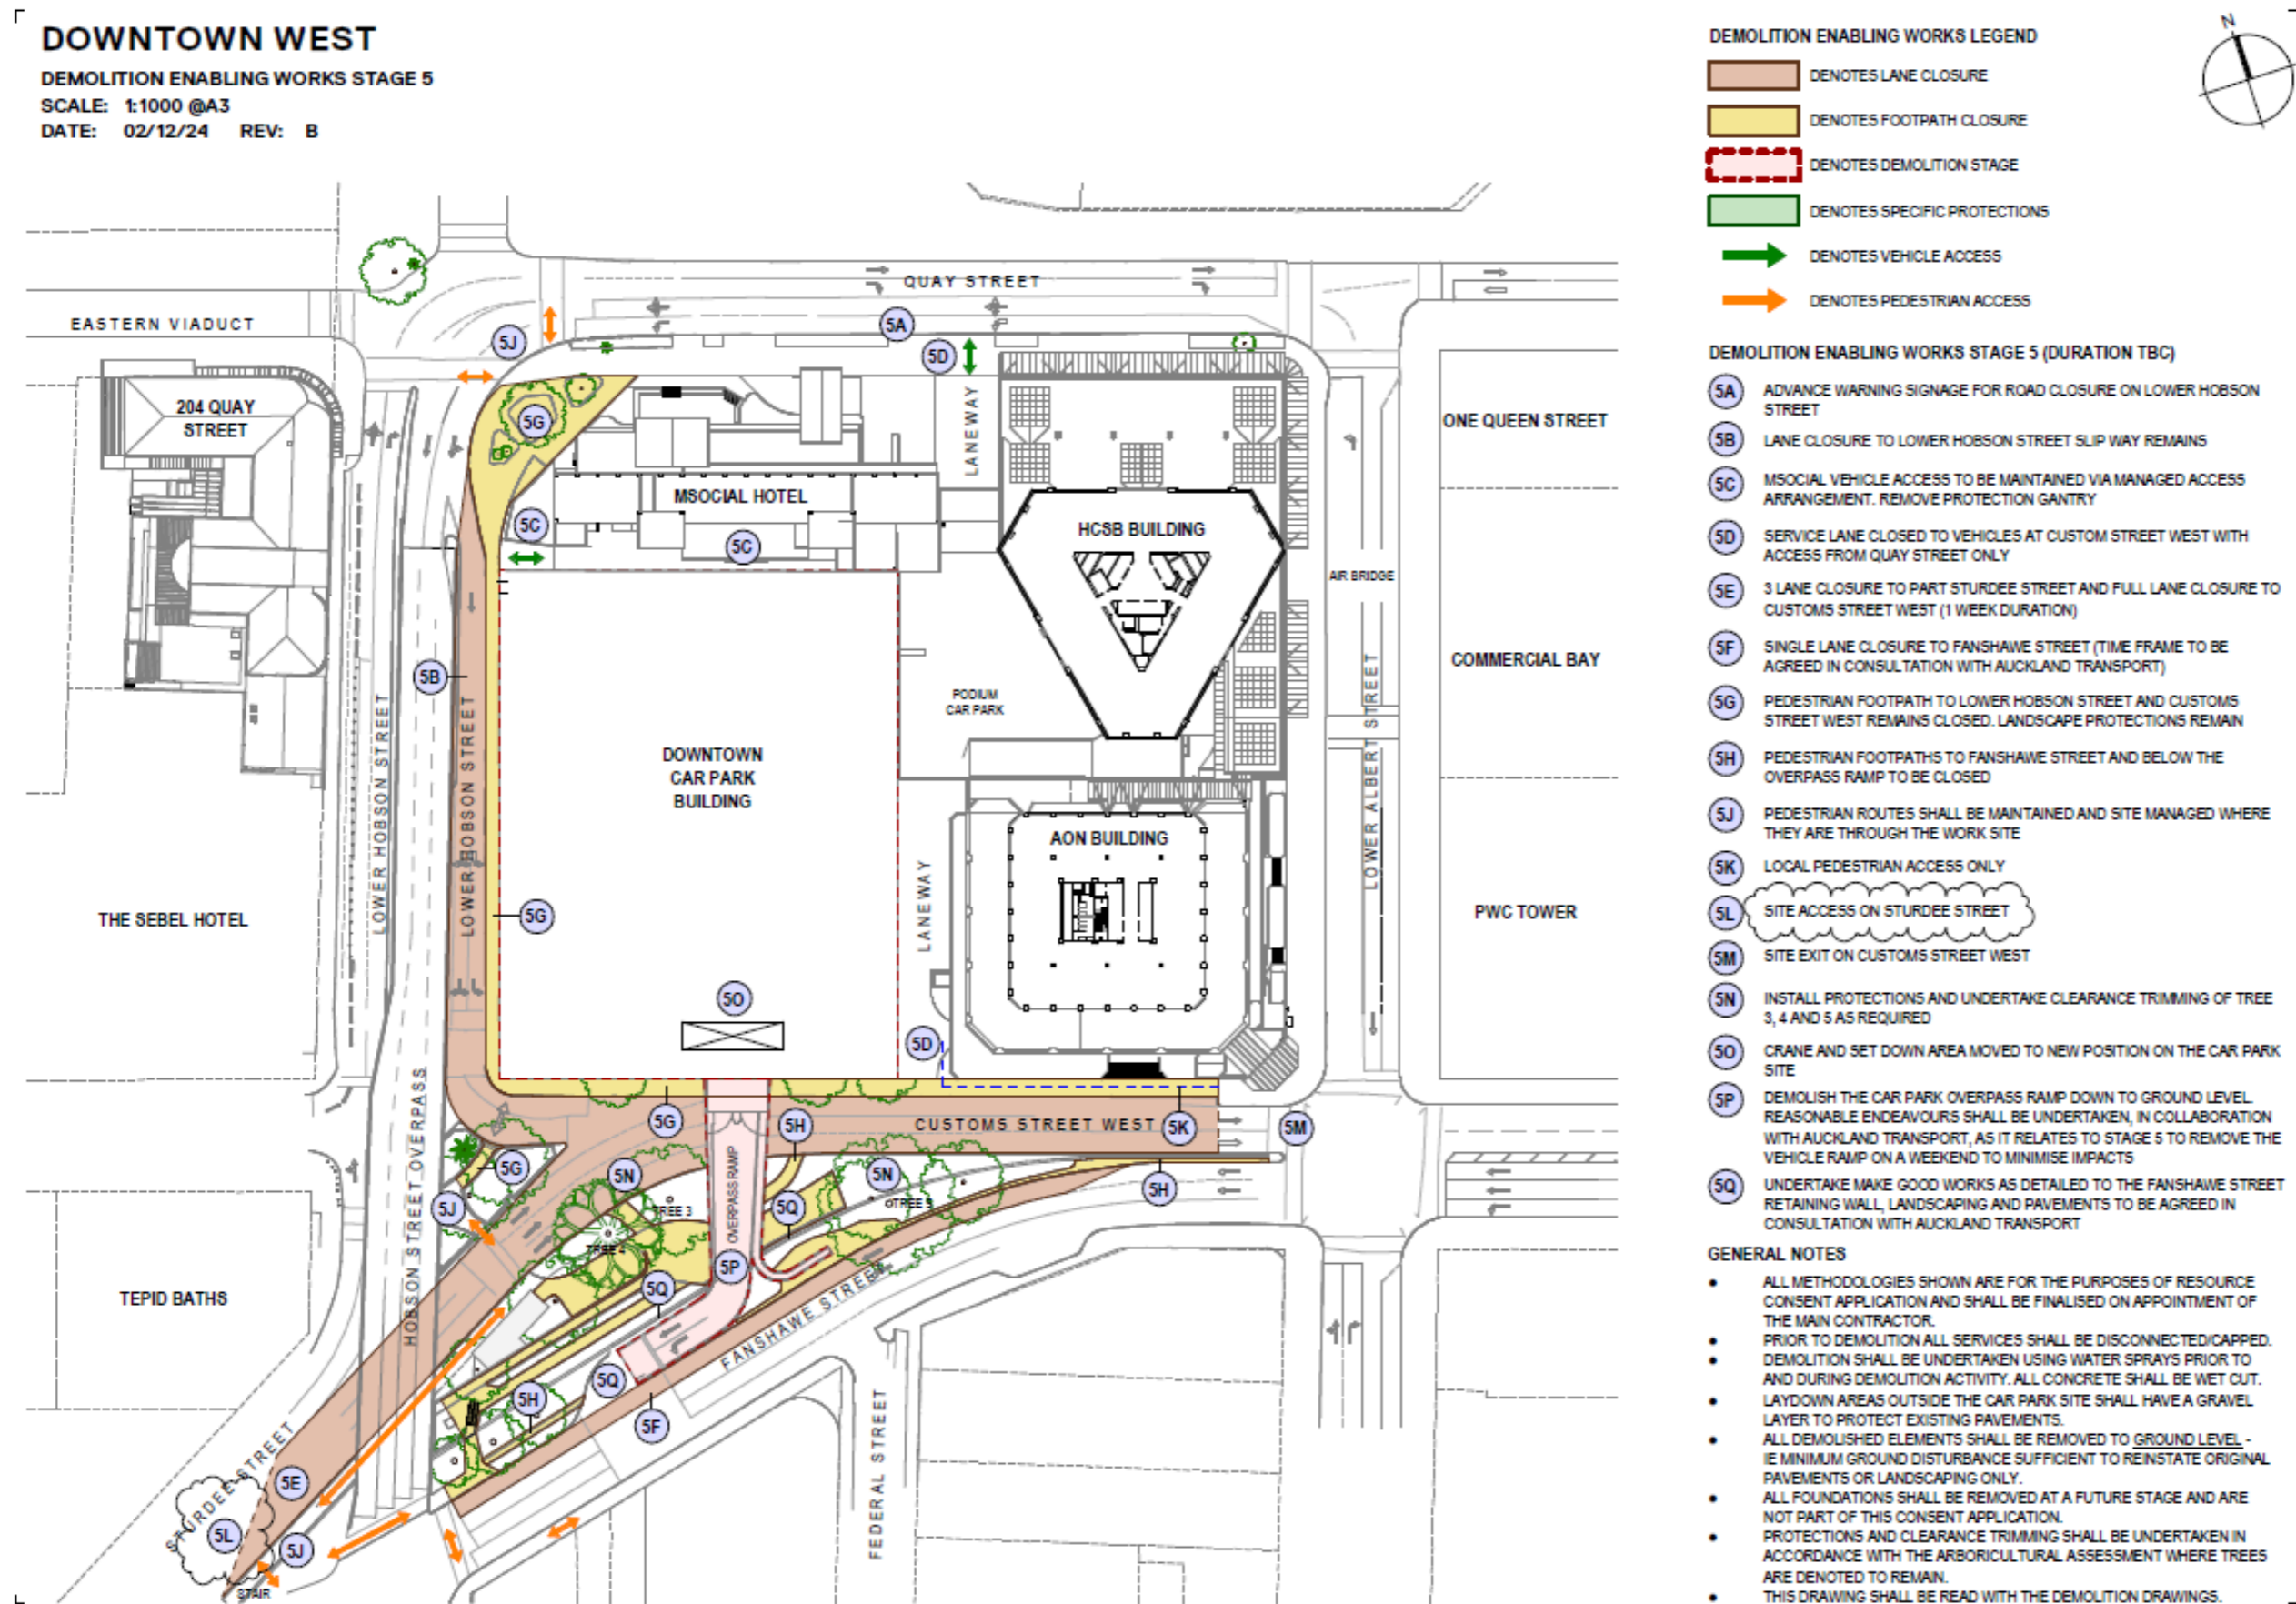 DOWNTOWN WEST
DEMOLITION ENABLING WORKS STAGE 5
SCALE: 1:1000 @A3
DATE: 02/12/24 REV: B
QUAY STREET
EASTERN VIADUCT
5A
5J
5D
204 QUAY
STREET
5G
LANEWAY
ONE QUEEN STREET
MSOCIAL HOTEL
5C
5C
HCSB BUILDING
AIR BRIDGE
5B
COMMERCIAL BAY
PODIUM
CAR PARK
LOWER HOBSON STREET
LOWER HOBSON STREET
DOWNTOWN
CAR PARK
BUILDING
LOWER ALBERT STREET
AON BUILDING
LANEWAY
THE SEBEL HOTEL
5G
PWC TOWER
5O
5D
HOBSON STREET OVERPASS
5G
5H
CUSTOMS STREET WEST
5K
5M
5G
5N
5N
5H
OVERPASS RAMP
5J
TREE 3
5Q
TREE 5
TREE 4
5P
TEPID BATHS
5Q
FANSHAWE STREET
5Q
5H
5F
FEDERAL STREET
STURDEE STREET
5E
5L
5J
STAIR
N
DEMOLITION ENABLING WORKS LEGEND
DENOTES LANE CLOSURE
DENOTES FOOTPATH CLOSURE
DENOTES DEMOLITION STAGE
DENOTES SPECIFIC PROTECTIONS
DENOTES VEHICLE ACCESS
DENOTES PEDESTRIAN ACCESS
DEMOLITION ENABLING WORKS STAGE 5 (DURATION TBC)
5A ADVANCE WARNING SIGNAGE FOR ROAD CLOSURE ON LOWER HOBSON
STREET
5B LANE CLOSURE TO LOWER HOBSON STREET SLIP WAY REMAINS
5C MSOCIAL VEHICLE ACCESS TO BE MAINTAINED VIA MANAGED ACCESS
ARRANGEMENT. REMOVE PROTECTION GANTRY
5D SERVICE LANE CLOSED TO VEHICLES AT CUSTOM STREET WEST WITH
ACCESS FROM QUAY STREET ONLY
5E 3 LANE CLOSURE TO PART STURDEE STREET AND FULL LANE CLOSURE TO
CUSTOMS STREET WEST (1 WEEK DURATION)
5F SINGLE LANE CLOSURE TO FANSHAWE STREET (TIME FRAME TO BE
AGREED IN CONSULTATION WITH AUCKLAND TRANSPORT)
5G PEDESTRIAN FOOTPATH TO LOWER HOBSON STREET AND CUSTOMS
STREET WEST REMAINS CLOSED. LANDSCAPE PROTECTIONS REMAIN
5H PEDESTRIAN FOOTPATHS TO FANSHAWE STREET AND BELOW THE
OVERPASS RAMP TO BE CLOSED
5J PEDESTRIAN ROUTES SHALL BE MAINTAINED AND SITE MANAGED WHERE
THEY ARE THROUGH THE WORK SITE
5K LOCAL PEDESTRIAN ACCESS ONLY
5L SITE ACCESS ON STURDEE STREET
5M SITE EXIT ON CUSTOMS STREET WEST
5N INSTALL PROTECTIONS AND UNDERTAKE CLEARANCE TRIMMING OF TREE
3, 4 AND 5 AS REQUIRED
5O CRANE AND SET DOWN AREA MOVED TO NEW POSITION ON THE CAR PARK
SITE
5P DEMOLISH THE CAR PARK OVERPASS RAMP DOWN TO GROUND LEVEL.
REASONABLE ENDEAVOURS SHALL BE UNDERTAKEN, IN COLLABORATION
WITH AUCKLAND TRANSPORT, AS IT RELATES TO STAGE 5 TO REMOVE THE
VEHICLE RAMP ON A WEEKEND TO MINIMISE IMPACTS
5Q UNDERTAKE MAKE GOOD WORKS AS DETAILED TO THE FANSHAWE STREET
RETAINING WALL, LANDSCAPING AND PAVEMENTS TO BE AGREED IN
CONSULTATION WITH AUCKLAND TRANSPORT
GENERAL NOTES
• ALL METHODOLOGIES SHOWN ARE FOR THE PURPOSES OF RESOURCE
CONSENT APPLICATION AND SHALL BE FINALISED ON APPOINTMENT OF
THE MAIN CONTRACTOR.
• PRIOR TO DEMOLITION ALL SERVICES SHALL BE DISCONNECTED/CAPPED.
• DEMOLITION SHALL BE UNDERTAKEN USING WATER SPRAYS PRIOR TO
AND DURING DEMOLITION ACTIVITY. ALL CONCRETE SHALL BE WET CUT.
• LAYDOWN AREAS OUTSIDE THE CAR PARK SITE SHALL HAVE A GRAVEL
LAYER TO PROTECT EXISTING PAVEMENTS.
• ALL DEMOLISHED ELEMENTS SHALL BE REMOVED TO GROUND LEVEL -
IE MINIMUM GROUND DISTURBANCE SUFFICIENT TO REINSTATE ORIGINAL
PAVEMENTS OR LANDSCAPING ONLY.
• ALL FOUNDATIONS SHALL BE REMOVED AT A FUTURE STAGE AND ARE
NOT PART OF THIS CONSENT APPLICATION.
• PROTECTIONS AND CLEARANCE TRIMMING SHALL BE UNDERTAKEN IN
ACCORDANCE WITH THE ARBORICULTURAL ASSESSMENT WHERE TREES
ARE DENOTED TO REMAIN.
• THIS DRAWING SHALL BE READ WITH THE DEMOLITION DRAWINGS.